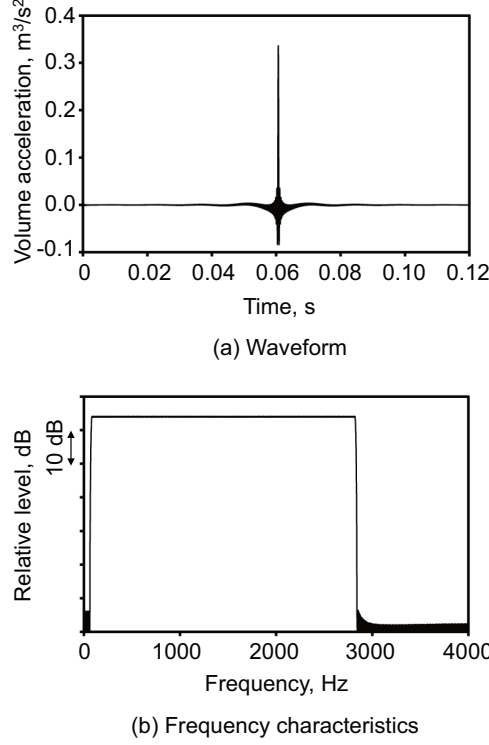 Volume acceleration, m³/s²
0.4
0.3
0.2
0.1
0.0
-0.1
0 0.02 0.04 0.06 0.08 0.10 0.12
Time, s
(a) Waveform
Relative level, dB
10 dB
0 1000 2000 3000 4000
Frequency, Hz
(b) Frequency characteristics